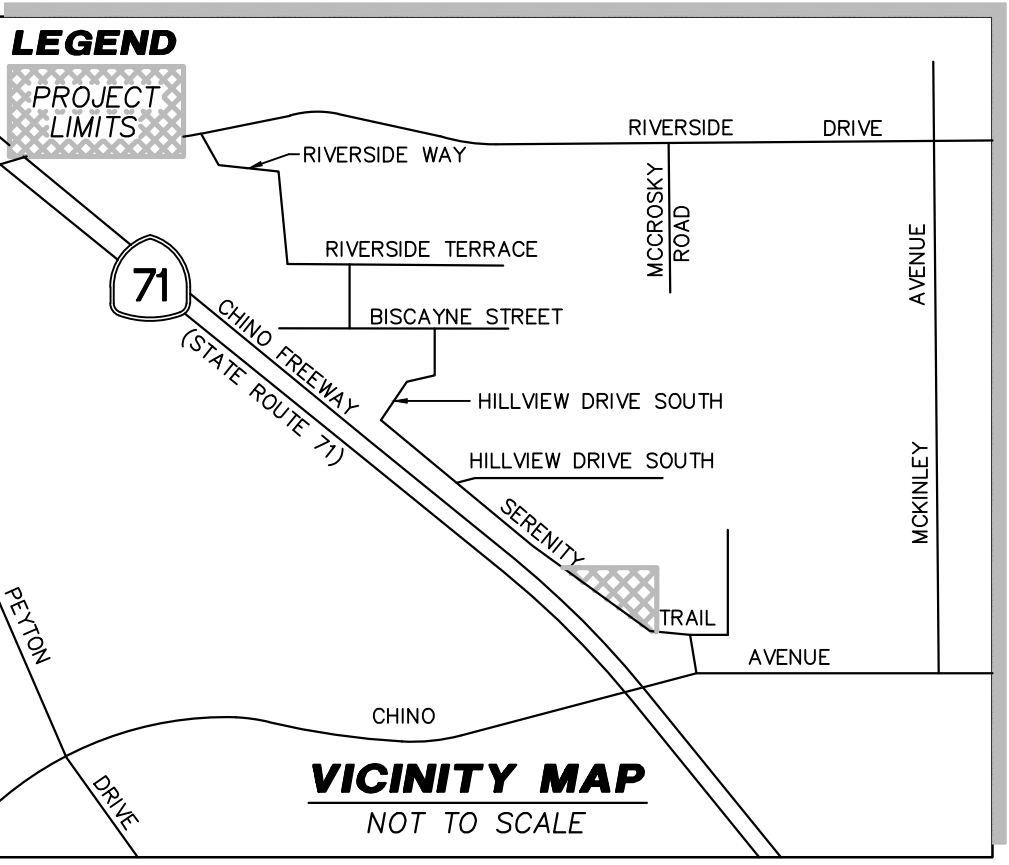 LEGEND
PROJECT
LIMITS
RIVERSIDE DRIVE
RIVERSIDE WAY
MCCROSKY
ROAD
RIVERSIDE TERRACE
71
CHINO FREEWAY
(STATE ROUTE 71)
BISCAYNE STREET
HILLVIEW DRIVE SOUTH
HILLVIEW DRIVE SOUTH
MCKINLEY AVENUE
SERENITY TRAIL
PEYTON DRIVE
CHINO AVENUE
VICINITY MAP
NOT TO SCALE